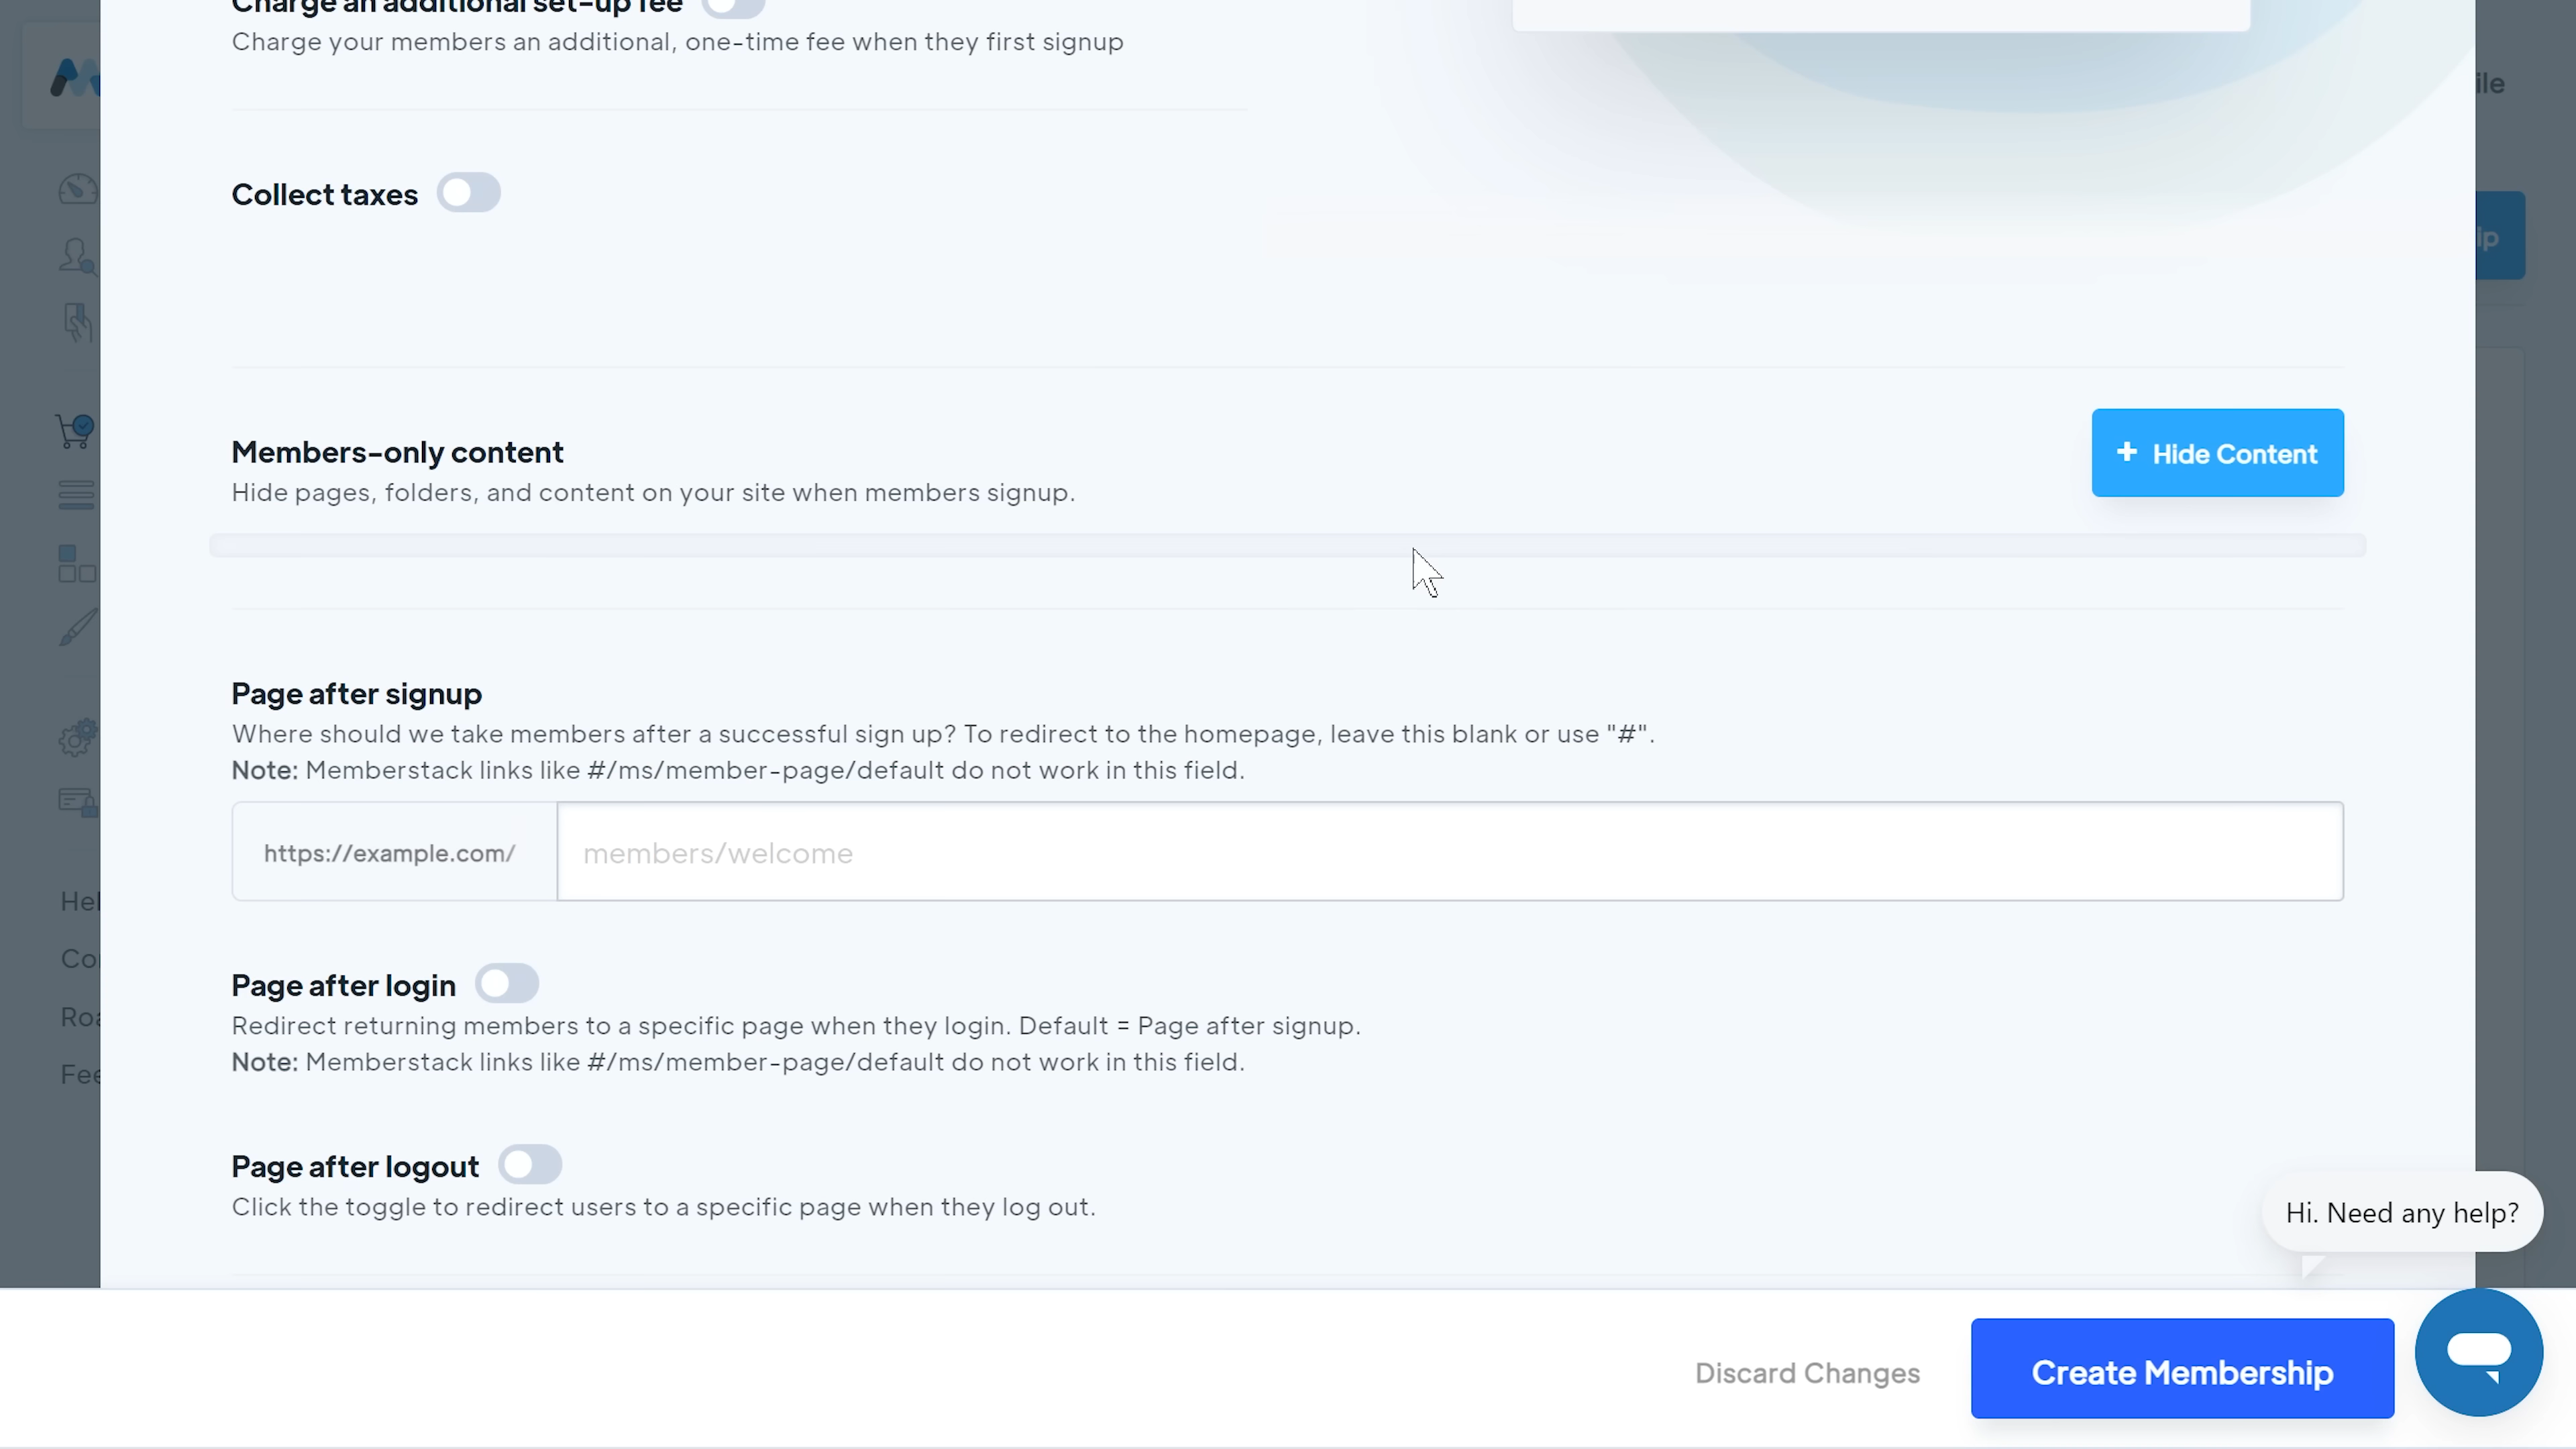 Charge an additional set-up fee
Charge your members an additional, one-time fee when they first signup
Collect taxes
Members-only content
Hide pages, folders, and content on your site when members signup.
+ Hide Content
Page after signup
Where should we take members after a successful sign up? To redirect to the homepage, leave this blank or use "#".
Note: Memberstack links like #/ms/member-page/default do not work in this field.
https://example.com/
members/welcome
Page after login
Redirect returning members to a specific page when they login. Default = Page after signup.
Note: Memberstack links like #/ms/member-page/default do not work in this field.
Page after logout
Click the toggle to redirect users to a specific page when they log out.
Hi. Need any help?
Discard Changes
Create Membership